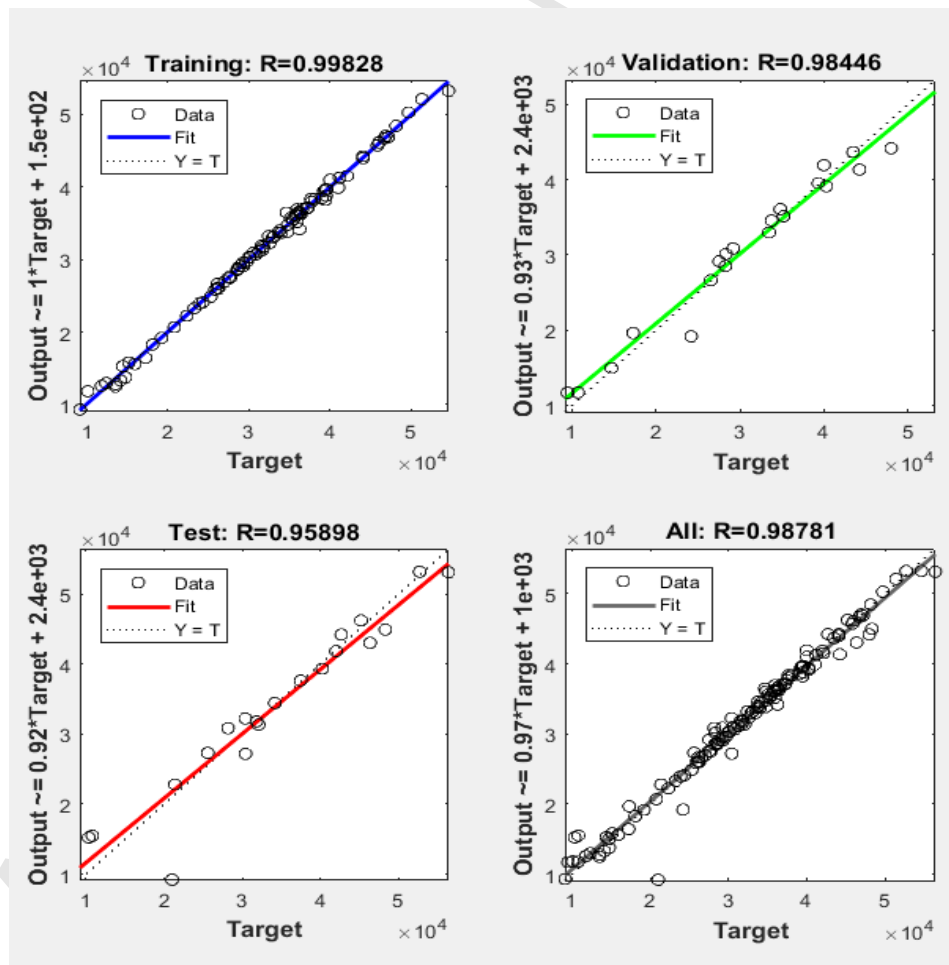 Training: R=0.99828
×10^4
Data
Fit
Y = T
5
4
3
2
1
1 2 3 4 5
×10^4
Target
Output ~= 1*Target + 1.5e+02
Validation: R=0.98446
×10^4
Data
Fit
Y = T
5
4
3
2
1
1 2 3 4 5
×10^4
Target
Output ~= 0.93*Target + 2.4e+03
Test: R=0.95898
×10^4
Data
Fit
Y = T
5
4
3
2
1
1 2 3 4 5
×10^4
Target
Output ~= 0.92*Target + 2.4e+03
All: R=0.98781
×10^4
Data
Fit
Y = T
5
4
3
2
1
1 2 3 4 5
×10^4
Target
Output ~= 0.97*Target + 1e+03